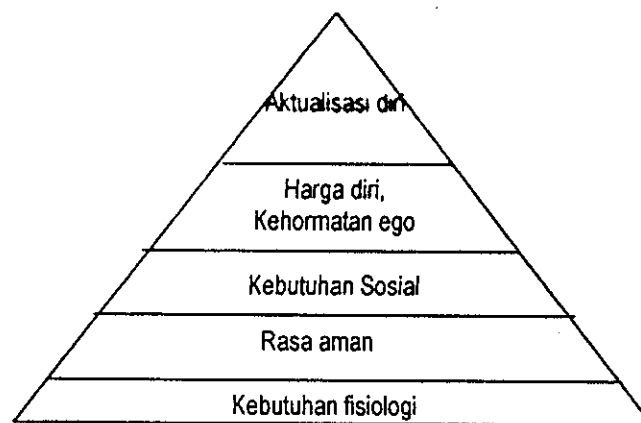 Aktualisasi diri
Harga diri,
Kehormatan ego
Kebutuhan Sosial
Rasa aman
Kebutuhan fisiologi